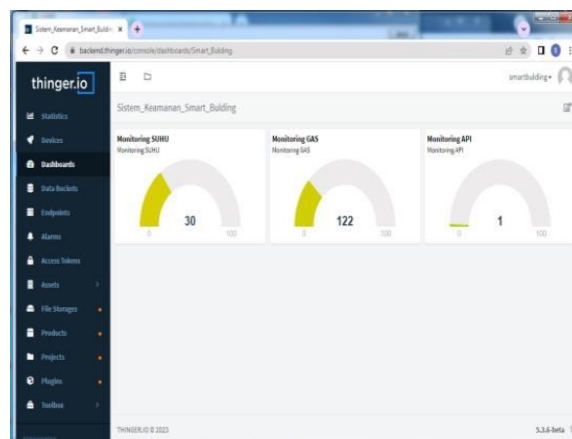 Sistem_Keamanan_Smart_Buldin
backend.thinger.io/console/dashboards/Smart_Bulding
thinger.io
smartbulding
Sistem_Keamanan_Smart_Bulding
Statistics
Devices
Dashboards
Data Buckets
Endpoints
Alarms
Access Tokens
Assets
File Storages
Products
Projects
Plugins
Toolbox
Monitoring SUHU
Monitoring SUHU
30
0
100
Monitoring GAS
Monitoring GAS
122
0
Monitoring API
Monitoring API
1
0
100
THINGER.IO © 2023
5.3.6-beta